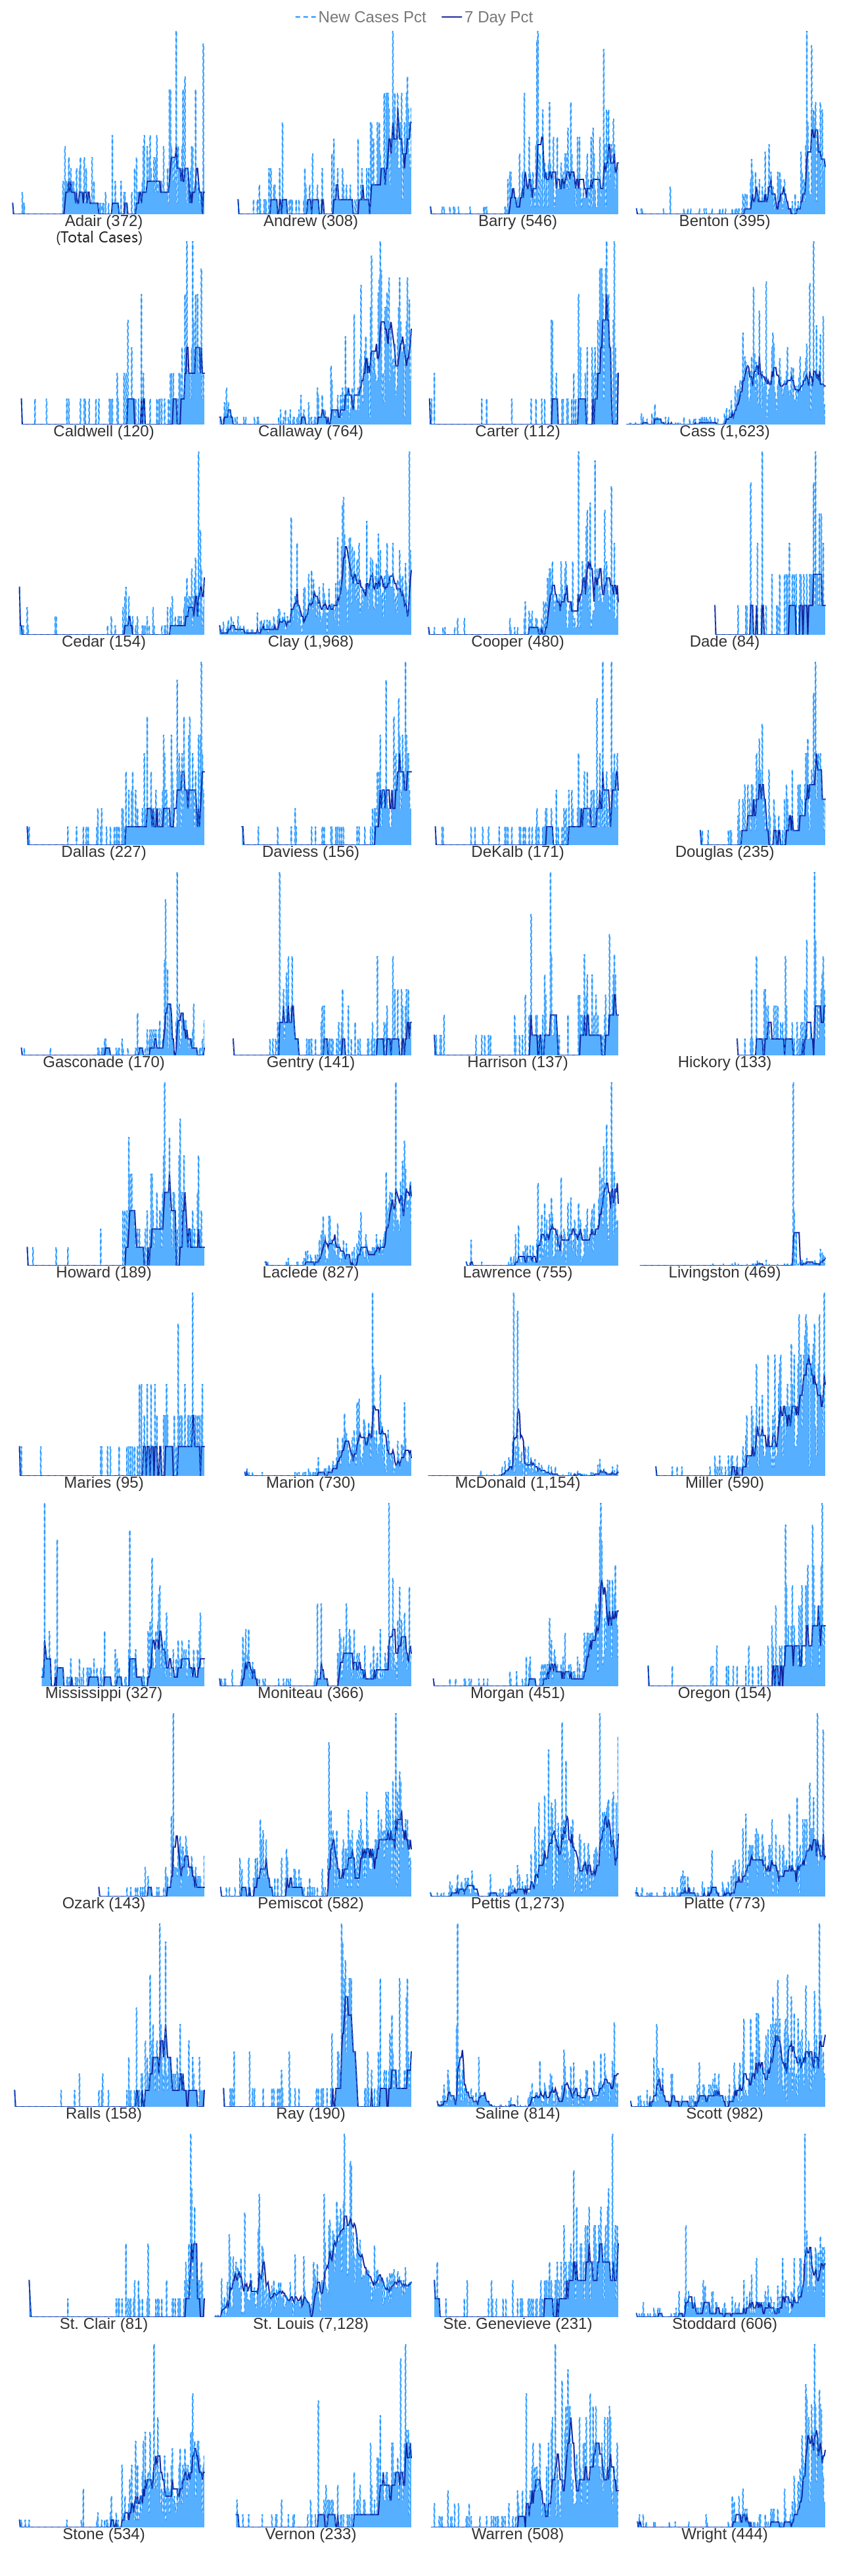 New Cases Pct 7 Day Pct
Adair (372) Andrew (308) Barry (546) Benton (395)
(Total Cases)
Caldwell (120) Callaway (764) Carter (112) Cass (1,623)
Cedar (154) Clay (1,968) Cooper (480) Dade (84)
Dallas (227) Daviess (156) DeKalb (171) Douglas (235)
Gasconade (170) Gentry (141) Harrison (137) Hickory (133)
Howard (189) Laclede (827) Lawrence (755) Livingston (469)
Maries (95) Marion (730) McDonald (1,154) Miller (590)
Mississippi (327) Moniteau (366) Morgan (451) Oregon (154)
Ozark (143) Pemiscot (582) Pettis (1,273) Platte (773)
Ralls (158) Ray (190) Saline (814) Scott (982)
St. Clair (81) St. Louis (7,128) Ste. Genevieve (231) Stoddard (606)
Stone (534) Vernon (233) Warren (508) Wright (444)